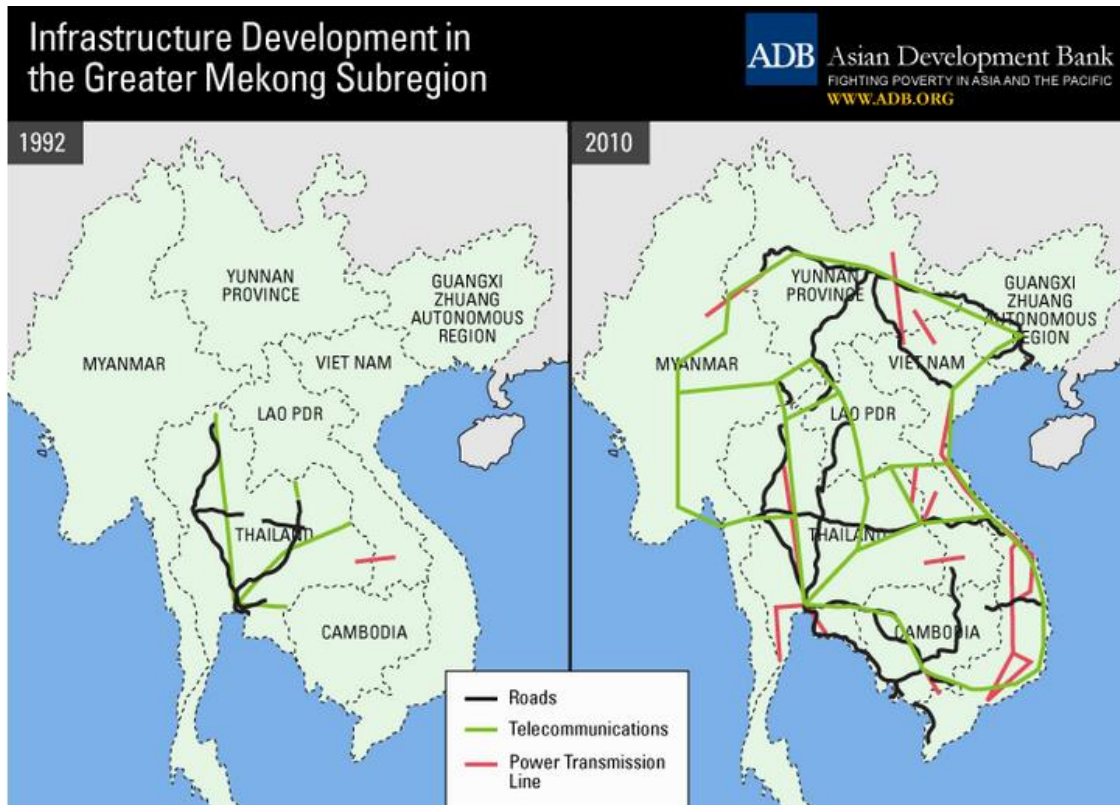 Infrastructure Development in
the Greater Mekong Subregion
ADB
Asian Development Bank
FIGHTING POVERTY IN ASIA AND THE PACIFIC
WWW.ADB.ORG
1992
YUNNAN
PROVINCE
GUANGXI
ZHUANG
AUTONOMOUS
REGION
MYANMAR
VIET NAM
LAO PDR
THAILAND
CAMBODIA
2010
YUNNAN
PROVINCE
GUANGXI
ZHUANG
AUTONOMOUS
REGION
MYANMAR
VIET NAM
LAO PDR
THAILAND
CAMBODIA
Roads
Telecommunications
Power Transmission
Line